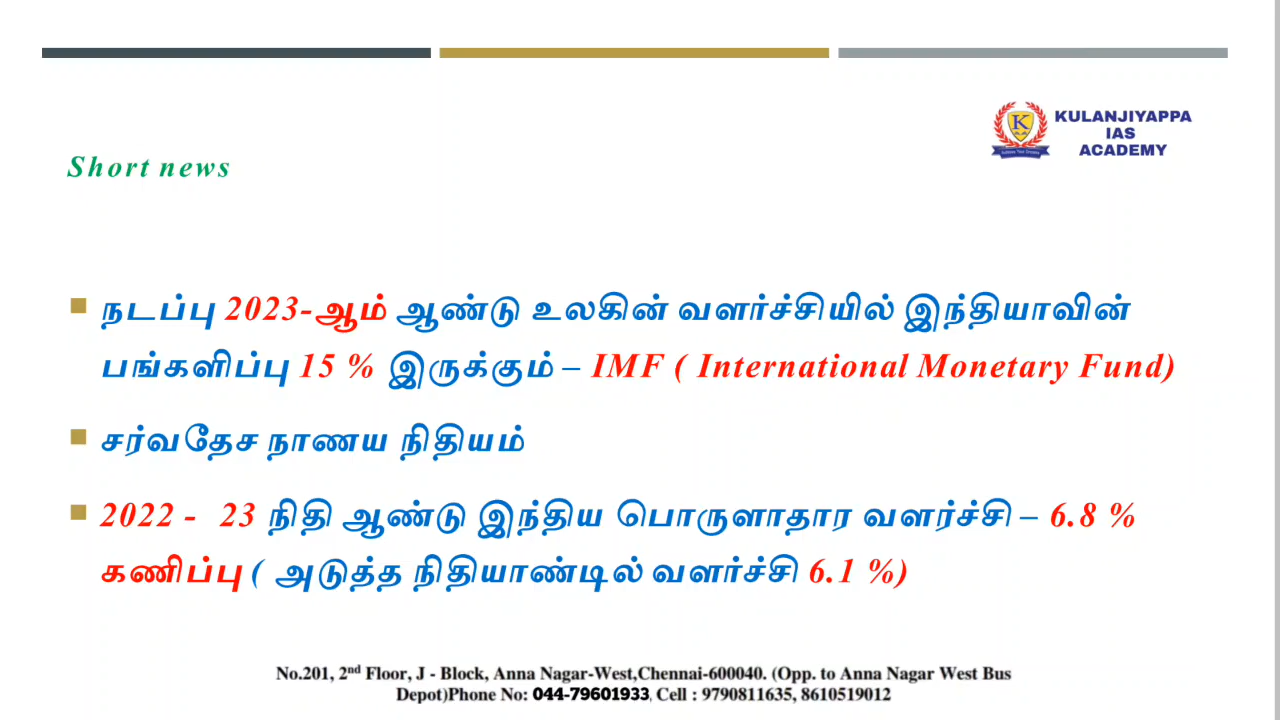 KULANJIYAPPA
IAS
ACADEMY
Short news
நடப்பு 2023-ஆம் ஆண்டு உலகின் வளர்ச்சியில் இந்தியாவின்
பங்களிப்பு 15 % இருக்கும் – IMF ( International Monetary Fund)
சர்வதேச நாணய நிதியம்
2022 - 23 நிதி ஆண்டு இந்திய பொருளாதார வளர்ச்சி – 6.8 %
கணிப்பு ( அடுத்த நிதியாண்டில் வளர்ச்சி 6.1 %)
No.201, 2nd Floor, J - Block, Anna Nagar-West,Chennai-600040. (Opp. to Anna Nagar West Bus
Depot)Phone No: 044-79601933, Cell : 9790811635, 8610519012